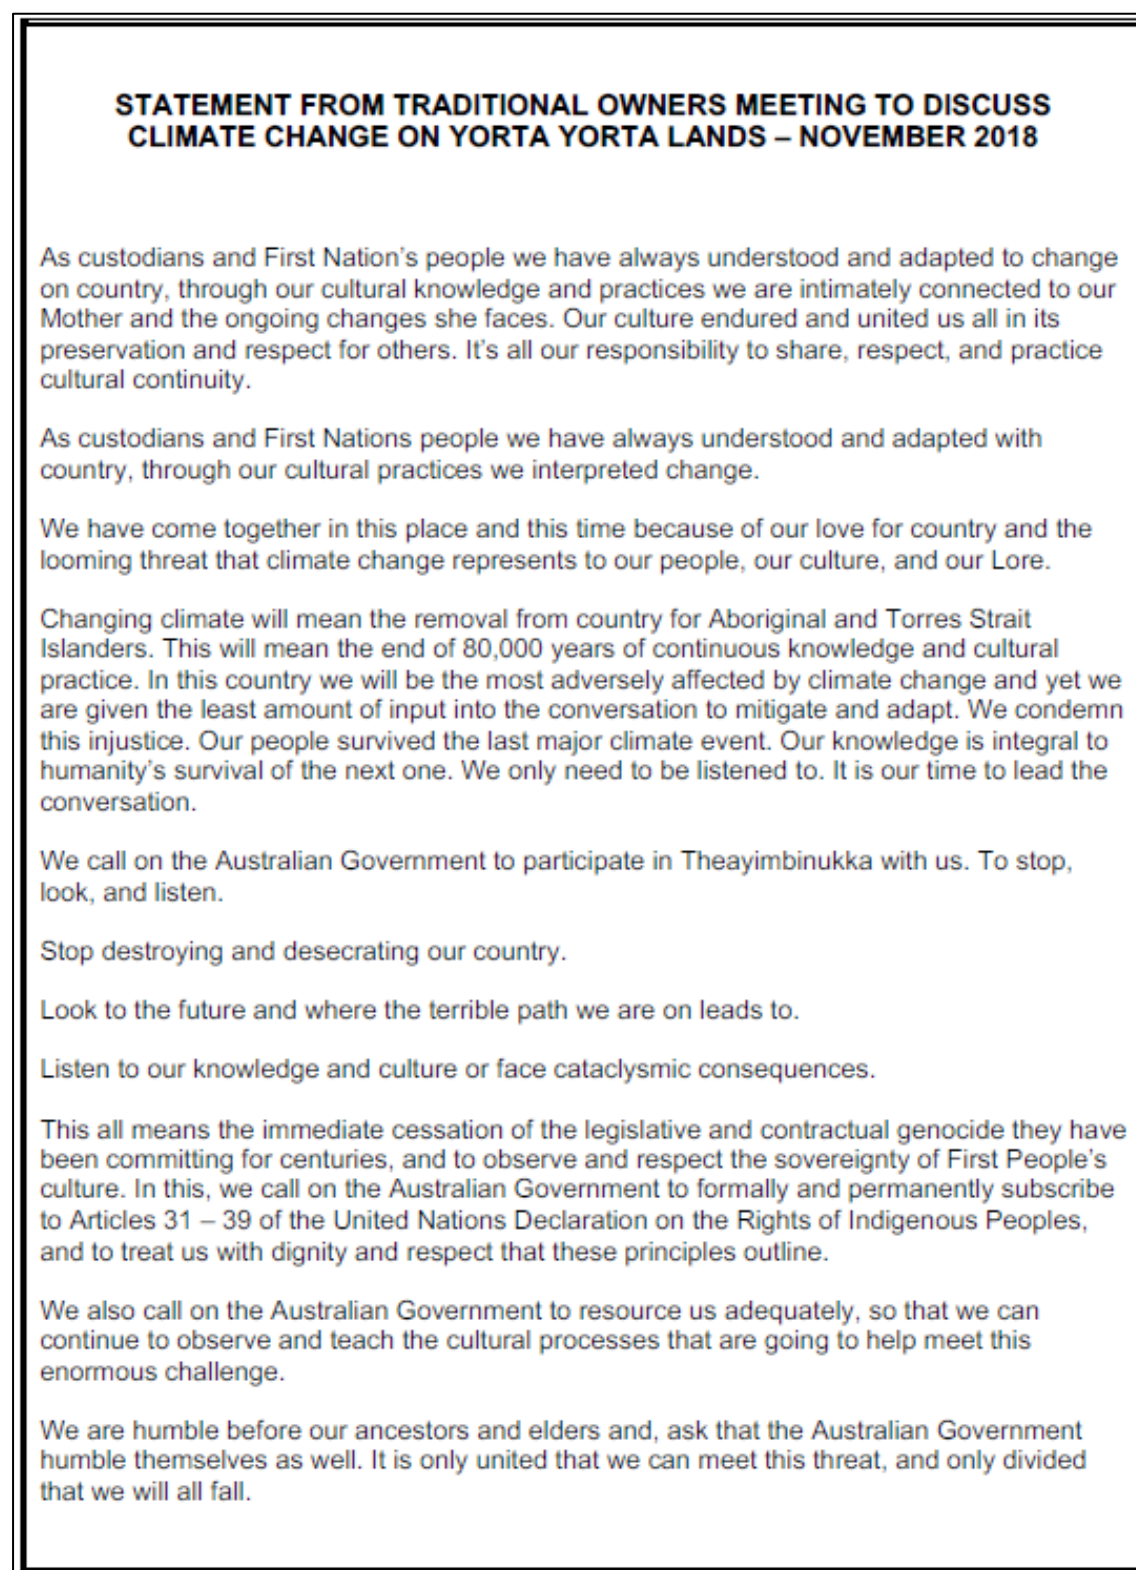 STATEMENT FROM TRADITIONAL OWNERS MEETING TO DISCUSS
CLIMATE CHANGE ON YORTA YORTA LANDS – NOVEMBER 2018
As custodians and First Nation's people we have always understood and adapted to change
on country, through our cultural knowledge and practices we are intimately connected to our
Mother and the ongoing changes she faces. Our culture endured and united us all in its
preservation and respect for others. It's all our responsibility to share, respect, and practice
cultural continuity.
As custodians and First Nations people we have always understood and adapted with
country, through our cultural practices we interpreted change.
We have come together in this place and this time because of our love for country and the
looming threat that climate change represents to our people, our culture, and our Lore.
Changing climate will mean the removal from country for Aboriginal and Torres Strait
Islanders. This will mean the end of 80,000 years of continuous knowledge and cultural
practice. In this country we will be the most adversely affected by climate change and yet we
are given the least amount of input into the conversation to mitigate and adapt. We condemn
this injustice. Our people survived the last major climate event. Our knowledge is integral to
humanity's survival of the next one. We only need to be listened to. It is our time to lead the
conversation.
We call on the Australian Government to participate in Theayimbinukka with us. To stop,
look, and listen.
Stop destroying and desecrating our country.
Look to the future and where the terrible path we are on leads to.
Listen to our knowledge and culture or face cataclysmic consequences.
This all means the immediate cessation of the legislative and contractual genocide they have
been committing for centuries, and to observe and respect the sovereignty of First People's
culture. In this, we call on the Australian Government to formally and permanently subscribe
to Articles 31 – 39 of the United Nations Declaration on the Rights of Indigenous Peoples,
and to treat us with dignity and respect that these principles outline.
We also call on the Australian Government to resource us adequately, so that we can
continue to observe and teach the cultural processes that are going to help meet this
enormous challenge.
We are humble before our ancestors and elders and, ask that the Australian Government
humble themselves as well. It is only united that we can meet this threat, and only divided
that we will all fall.